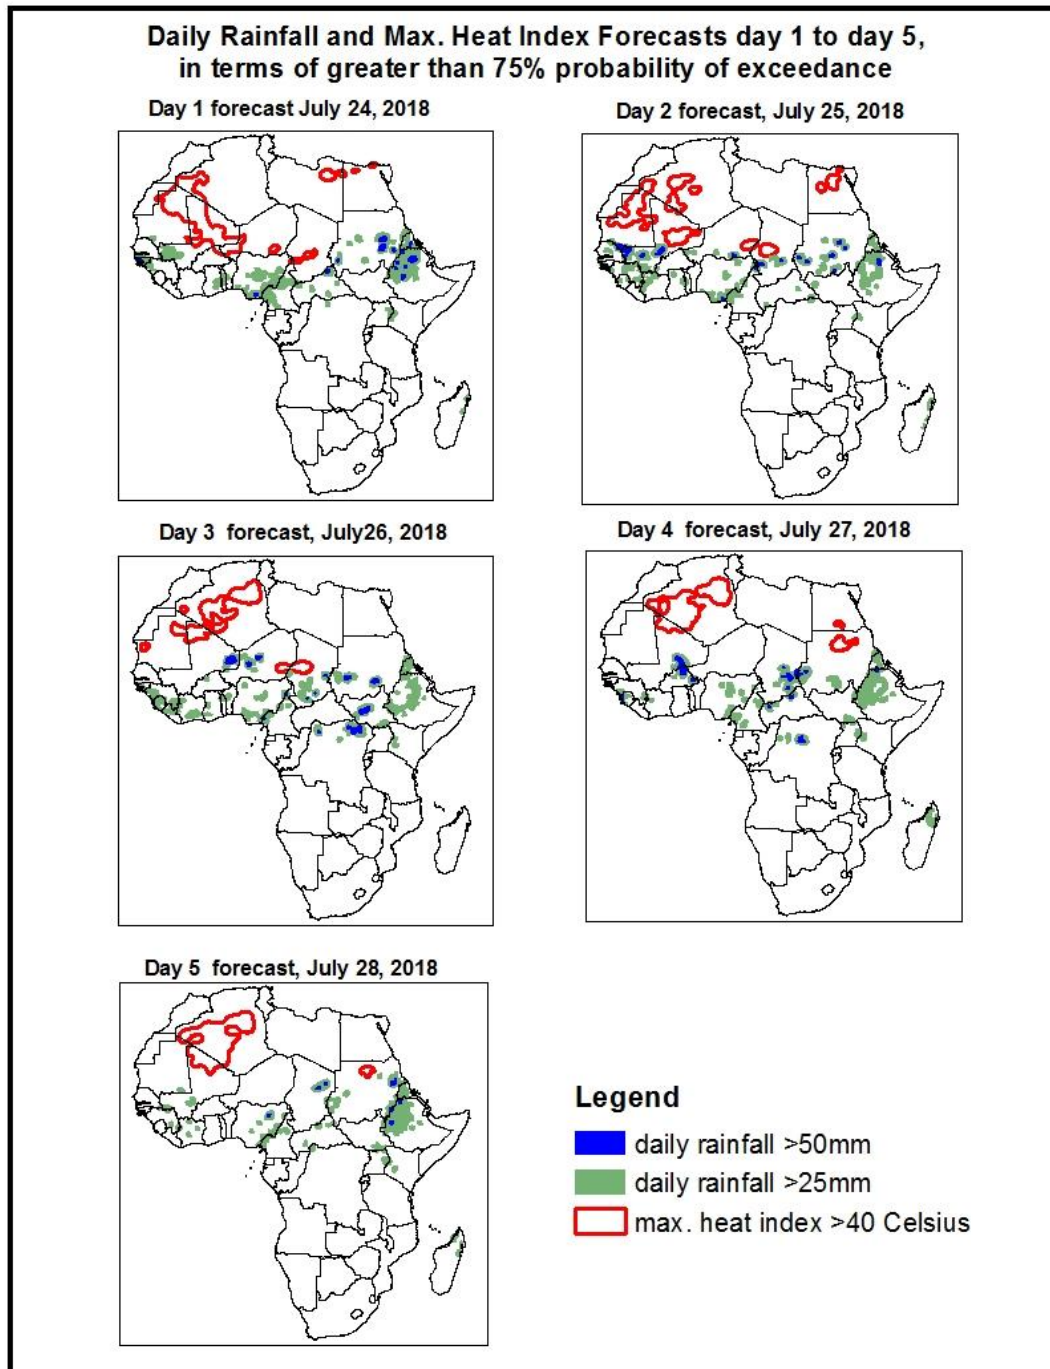 Daily Rainfall and Max. Heat Index Forecasts day 1 to day 5,
in terms of greater than 75% probability of exceedance
Day 1 forecast July 24, 2018
Day 2 forecast, July 25, 2018
Day 3 forecast, July26, 2018
Day 4 forecast, July 27, 2018
Day 5 forecast, July 28, 2018
Legend
daily rainfall >50mm
daily rainfall >25mm
max. heat index >40 Celsius